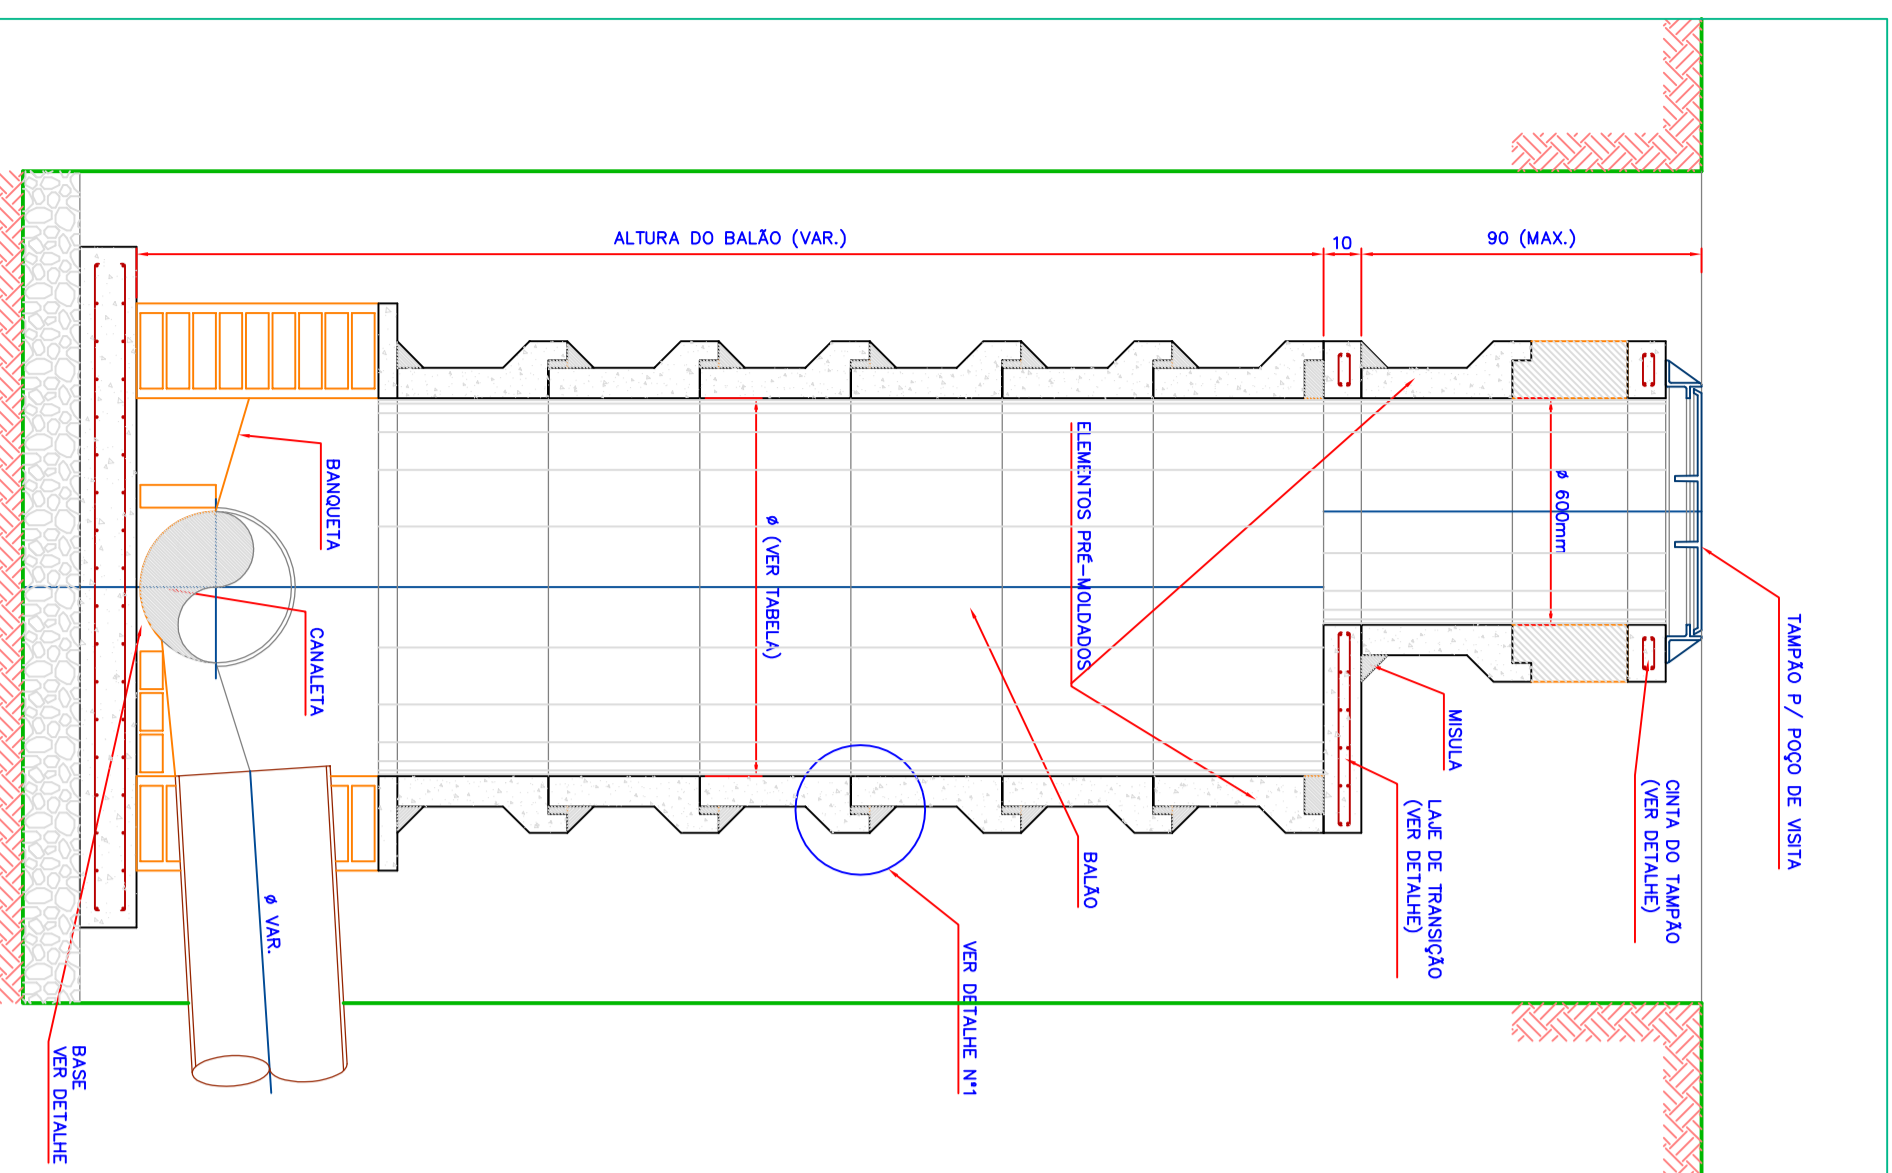 TAMPÃO P/ POÇO DE VISITA
CINTA DO TAMPÃO
(VER DETALHE)
90 (MAX.)
ø 600mm
MISULA
LAJE DE TRANSIÇÃO
(VER DETALHE)
10
ELEMENTOS PRÉ-MOLDADOS
BALÃO
VER DETALHE N°1
ALTURA DO BALÃO (VAR.)
ø (VER TABELA)
BANQUETA
CANALETA
ø VAR.
BASE
VER DETALHE